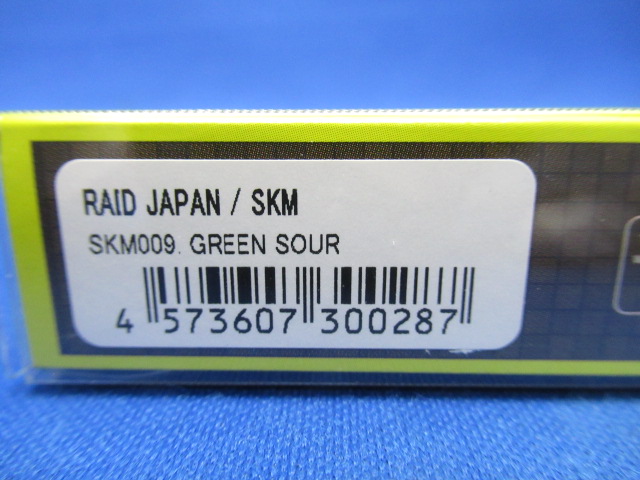 RAID JAPAN / SKM
SKM009. GREEN SOUR
4 573607 300287